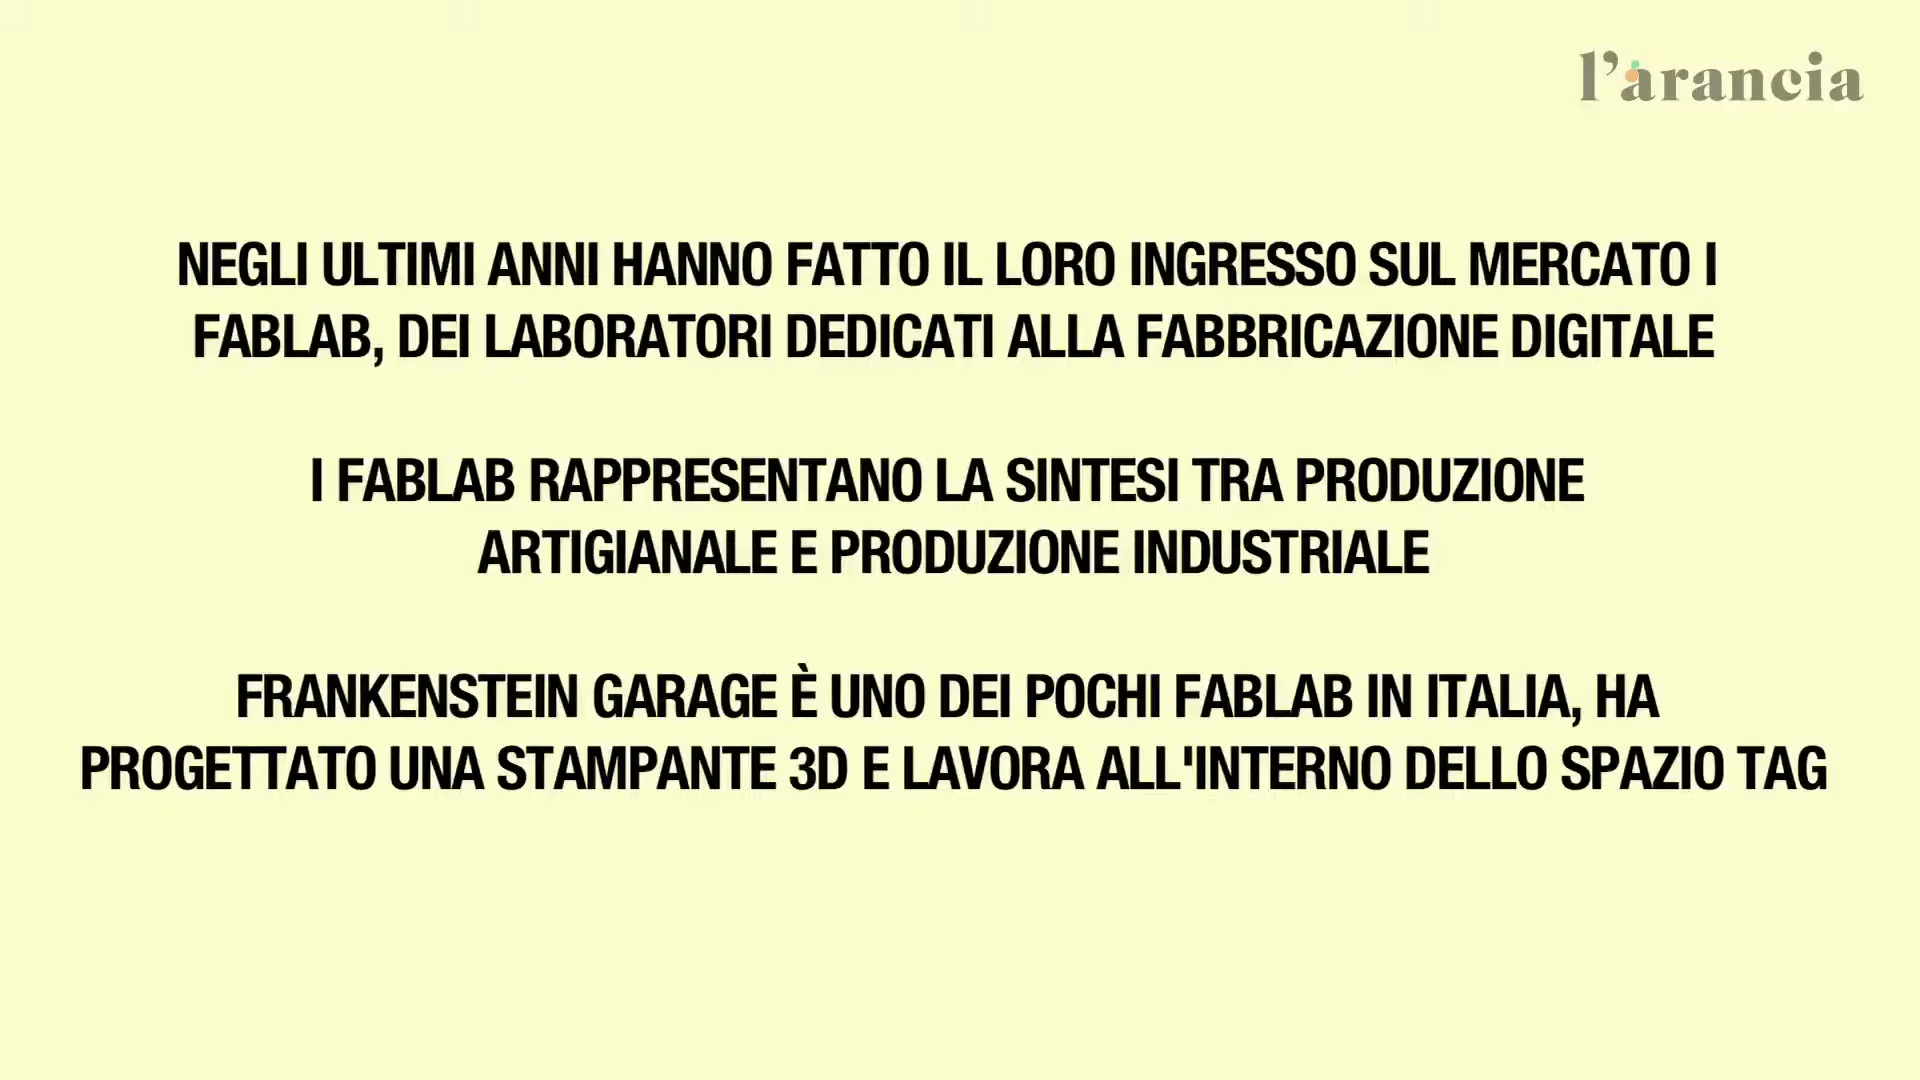 l'arancia
NEGLI ULTIMI ANNI HANNO FATTO IL LORO INGRESSO SUL MERCATO I
FABLAB, DEI LABORATORI DEDICATI ALLA FABBRICAZIONE DIGITALE
I FABLAB RAPPRESENTANO LA SINTESI TRA PRODUZIONE
ARTIGIANALE E PRODUZIONE INDUSTRIALE
FRANKENSTEIN GARAGE È UNO DEI POCHI FABLAB IN ITALIA, HA
PROGETTATO UNA STAMPANTE 3D E LAVORA ALL'INTERNO DELLO SPAZIO TAG